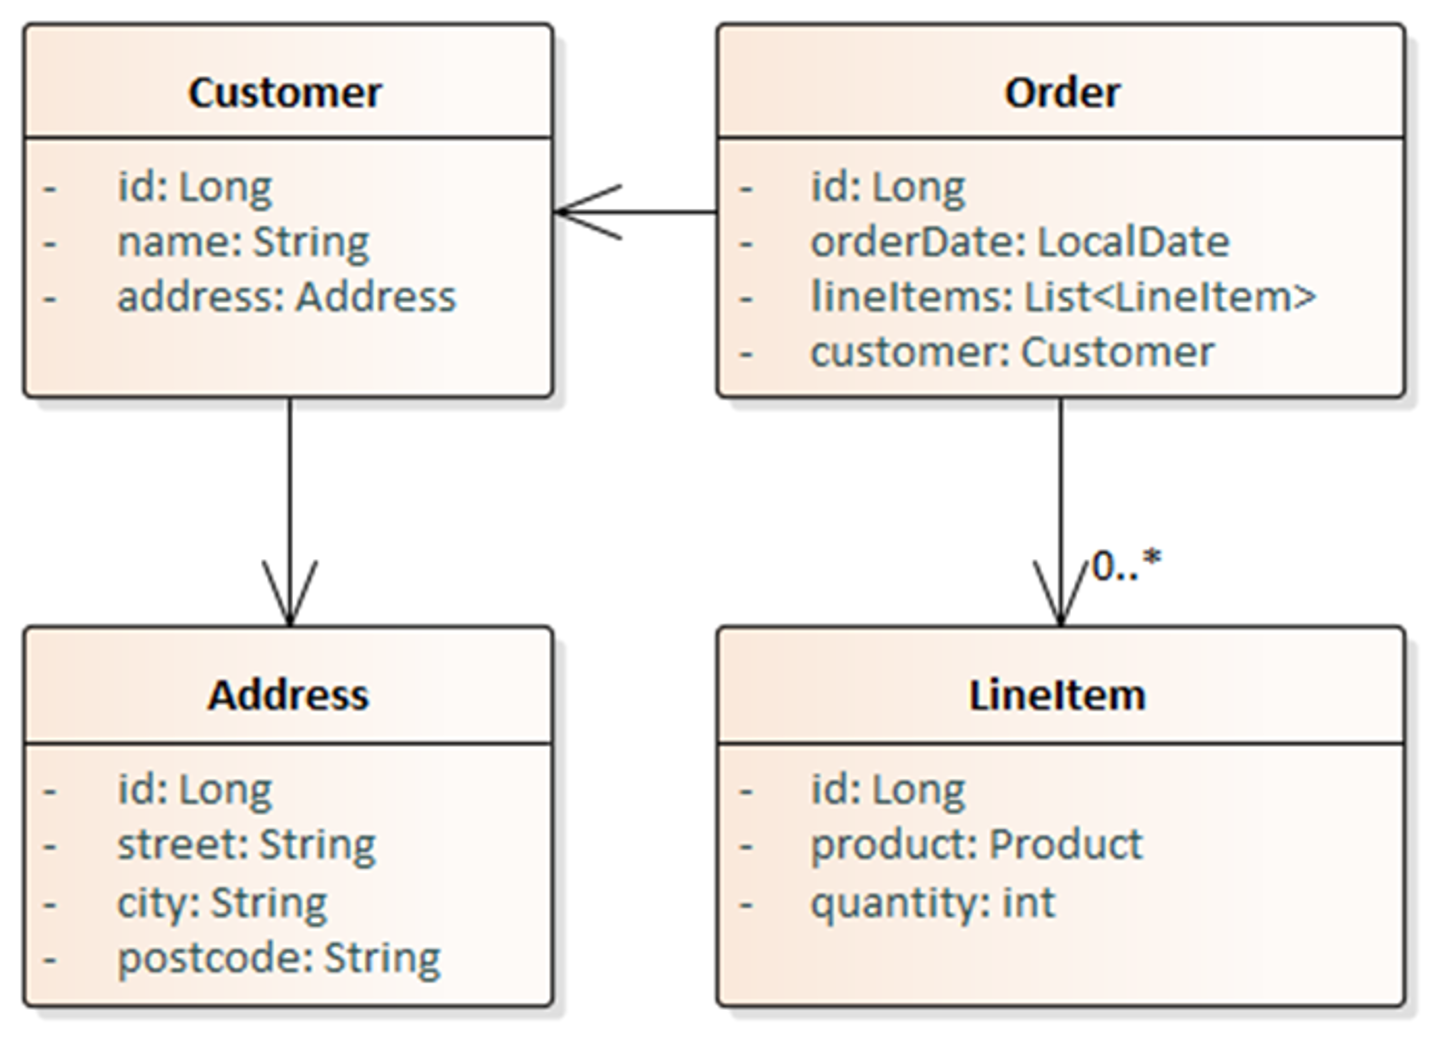 Customer
- id: Long
- name: String
- address: Address
Order
- id: Long
- orderDate: LocalDate
- lineItems: List<LineItem>
- customer: Customer
0..*
Address
- id: Long
- street: String
- city: String
- postcode: String
LineItem
- id: Long
- product: Product
- quantity: int